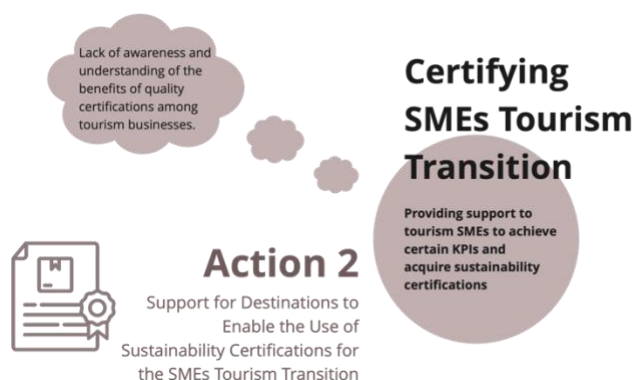 Lack of awareness and
understanding of the
benefits of quality
certifications among
tourism businesses.
Certifying
SMEs Tourism
Transition
Providing support to
tourism SMEs to achieve
certain KPIs and
acquire sustainability
certifications
Action 2
Support for Destinations to
Enable the Use of
Sustainability Certifications for
the SMEs Tourism Transition